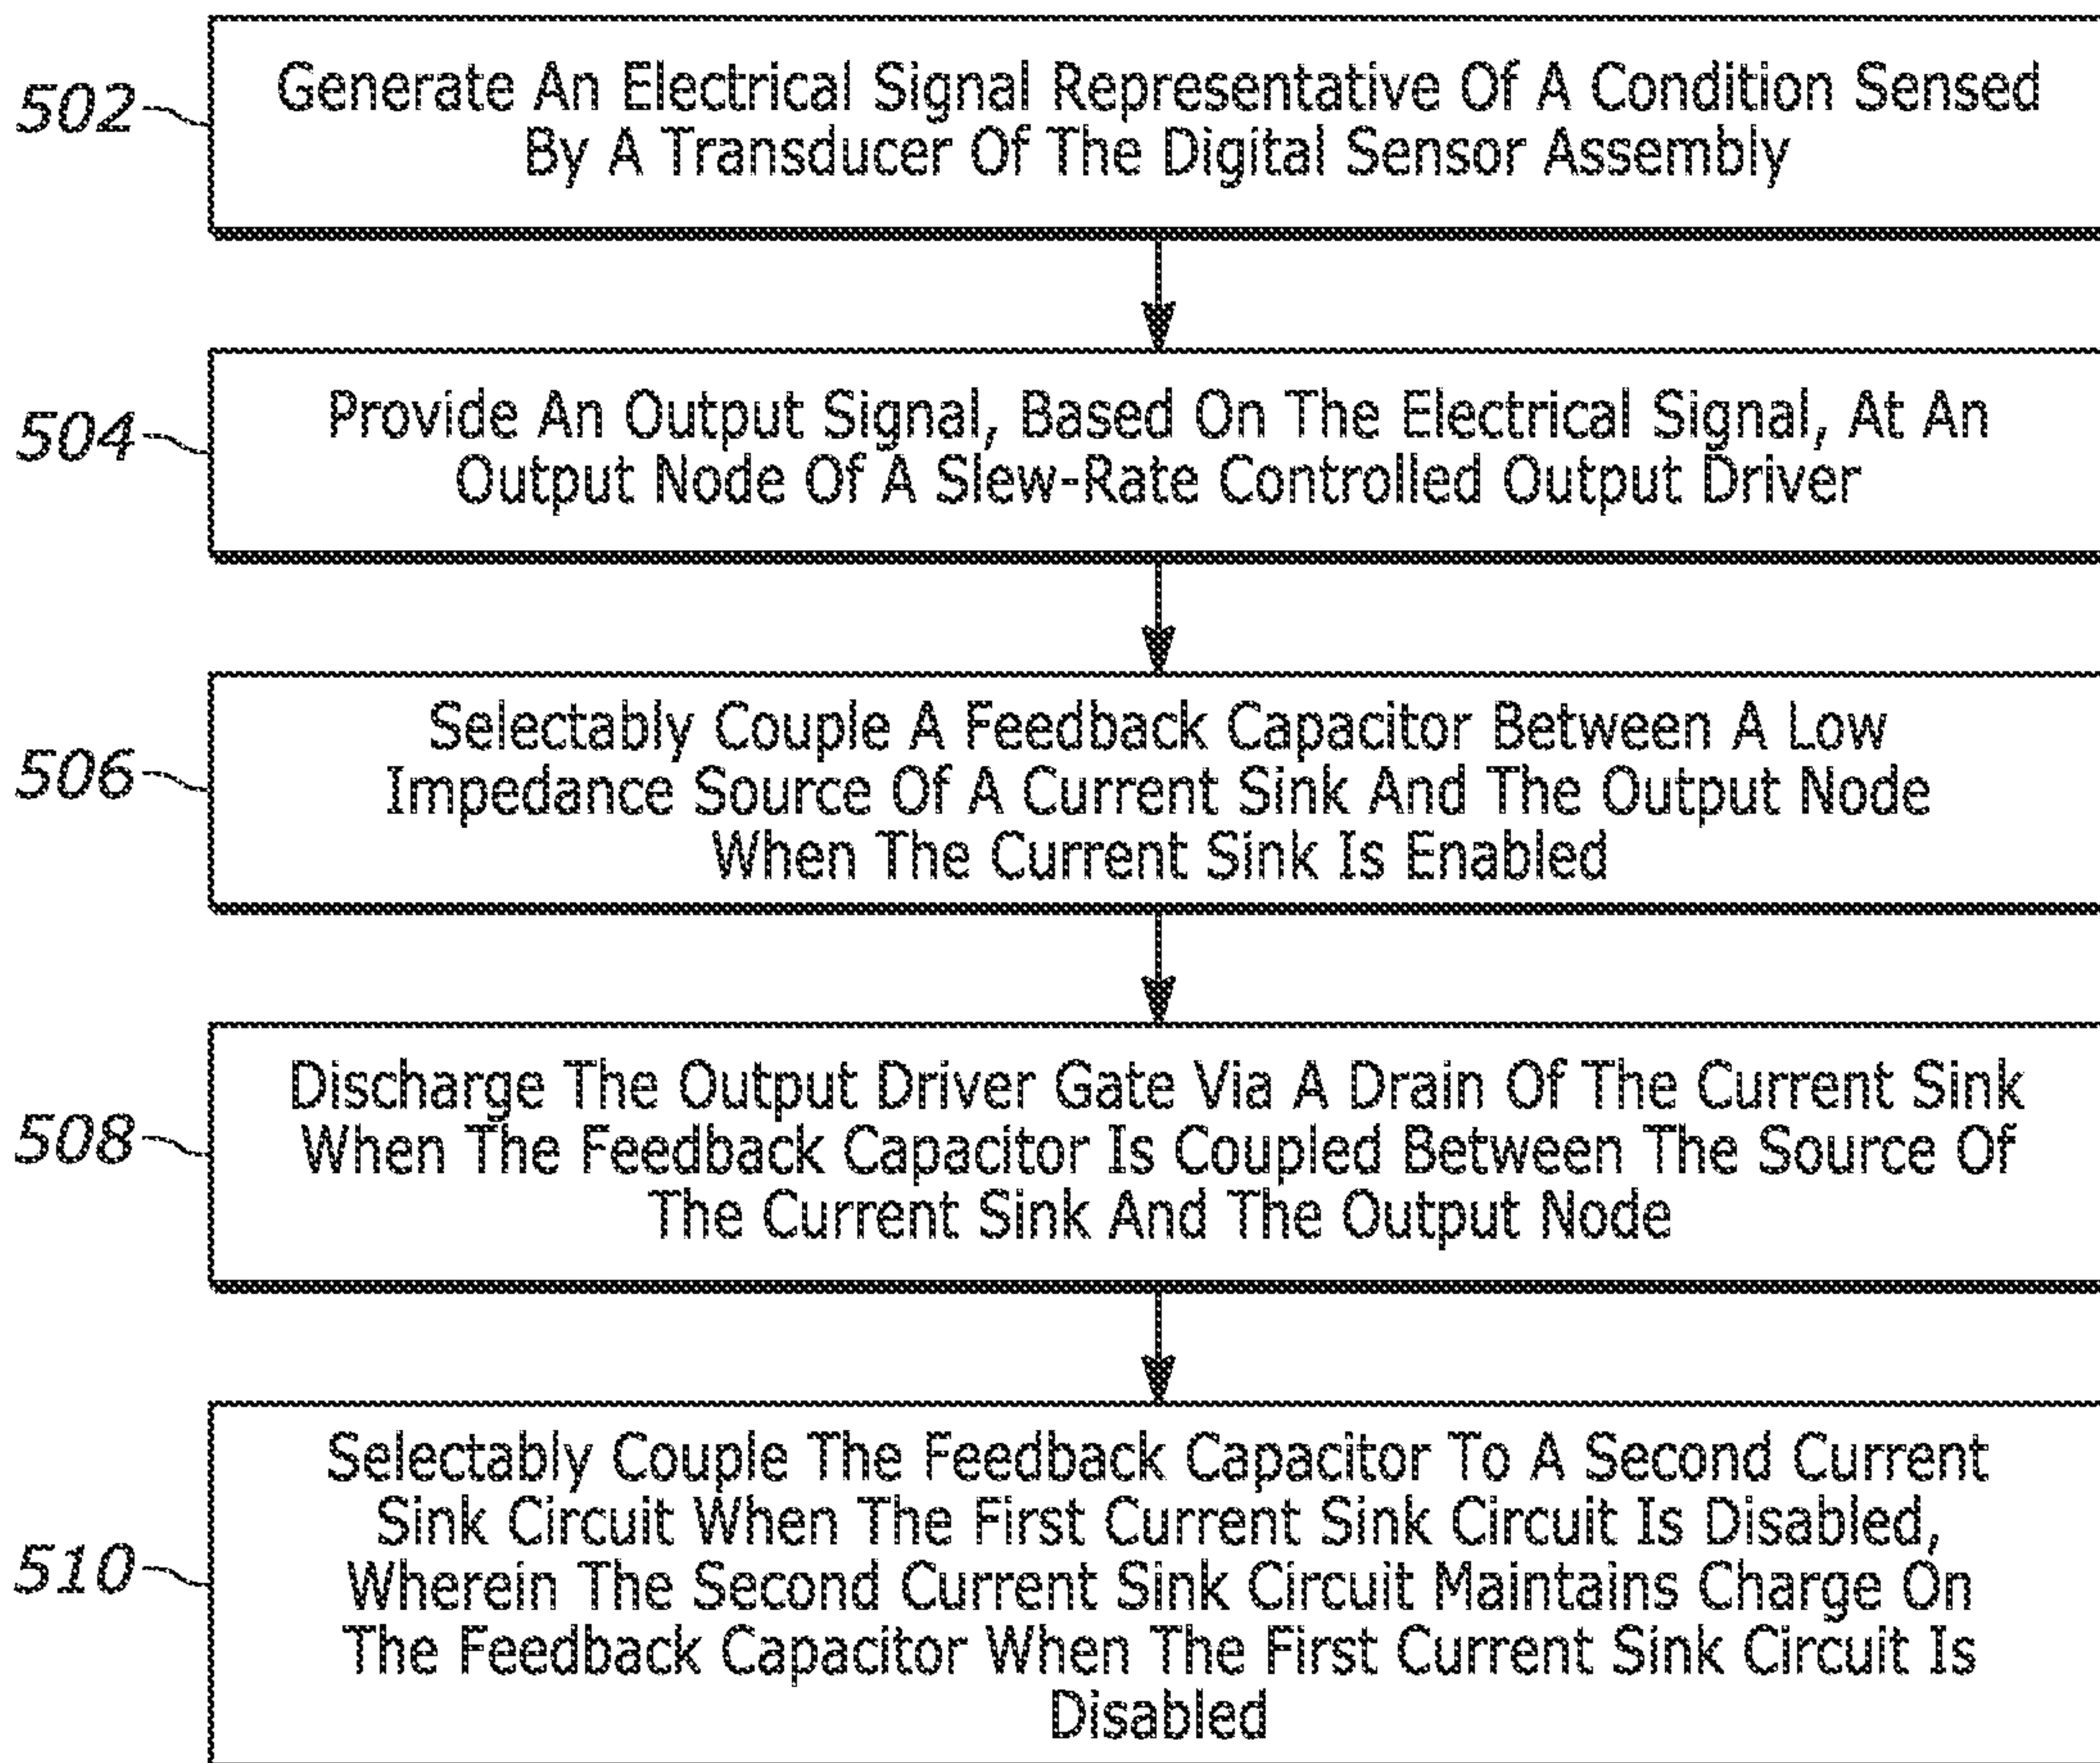 502
Generate An Electrical Signal Representative Of A Condition Sensed
By A Transducer Of The Digital Sensor Assembly
504
Provide An Output Signal, Based On The Electrical Signal, At An
Output Node Of A Slew-Rate Controlled Output Driver
506
Selectably Couple A Feedback Capacitor Between A Low
Impedance Source Of A Current Sink And The Output Node
When The Current Sink Is Enabled
508
Discharge The Output Driver Gate Via A Drain Of The Current Sink
When The Feedback Capacitor Is Coupled Between The Source Of
The Current Sink And The Output Node
510
Selectably Couple The Feedback Capacitor To A Second Current
Sink Circuit When The First Current Sink Circuit Is Disabled,
Wherein The Second Current Sink Circuit Maintains Charge On
The Feedback Capacitor When The First Current Sink Circuit Is
Disabled